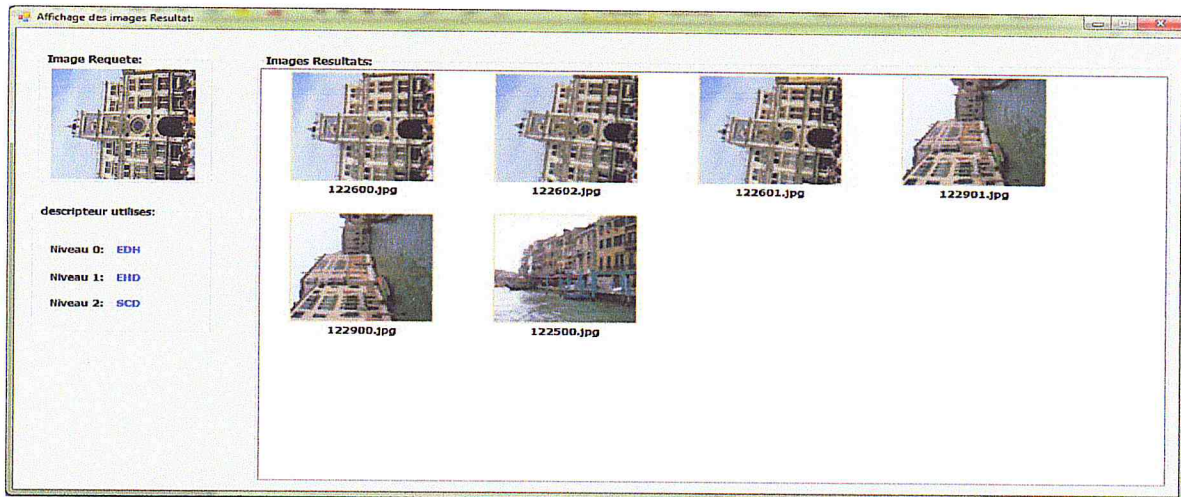 Affichage des images Resultat:
Image Requete:
Images Resultats:
122600.jpg
122602.jpg
122601.jpg
122901.jpg
descripteur utilises:
122900.jpg
122500.jpg
Niveau 0: EDH
Niveau 1: EHD
Niveau 2: SCD